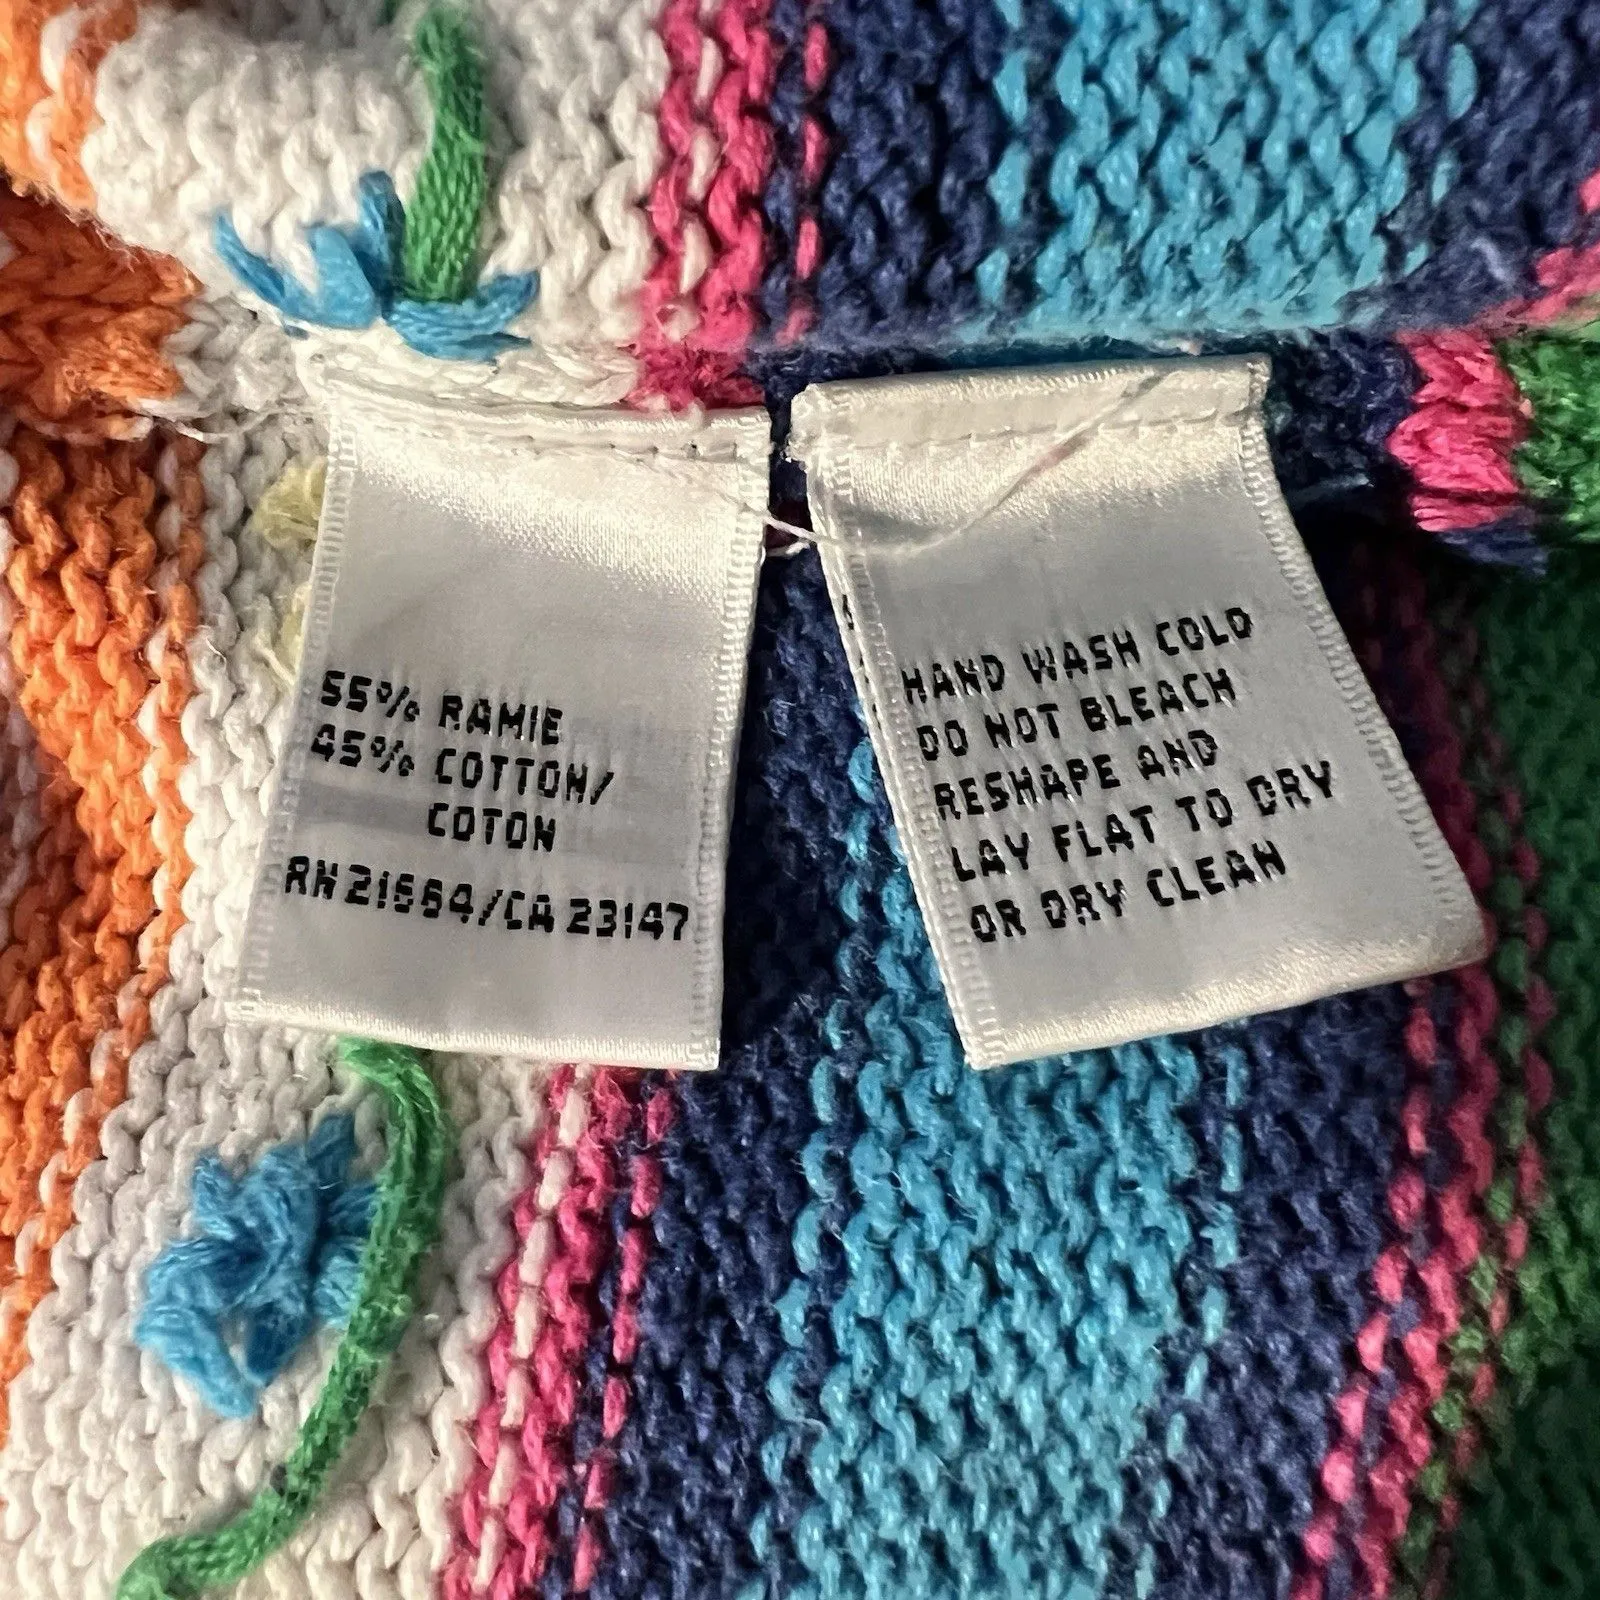 55% RAMIE
45% COTTON/
COTON
RN 21664/CA 23147
HAND WASH COLD
DO NOT BLEACH
RESHAPE AND
LAY FLAT TO DRY
OR DRY CLEAN